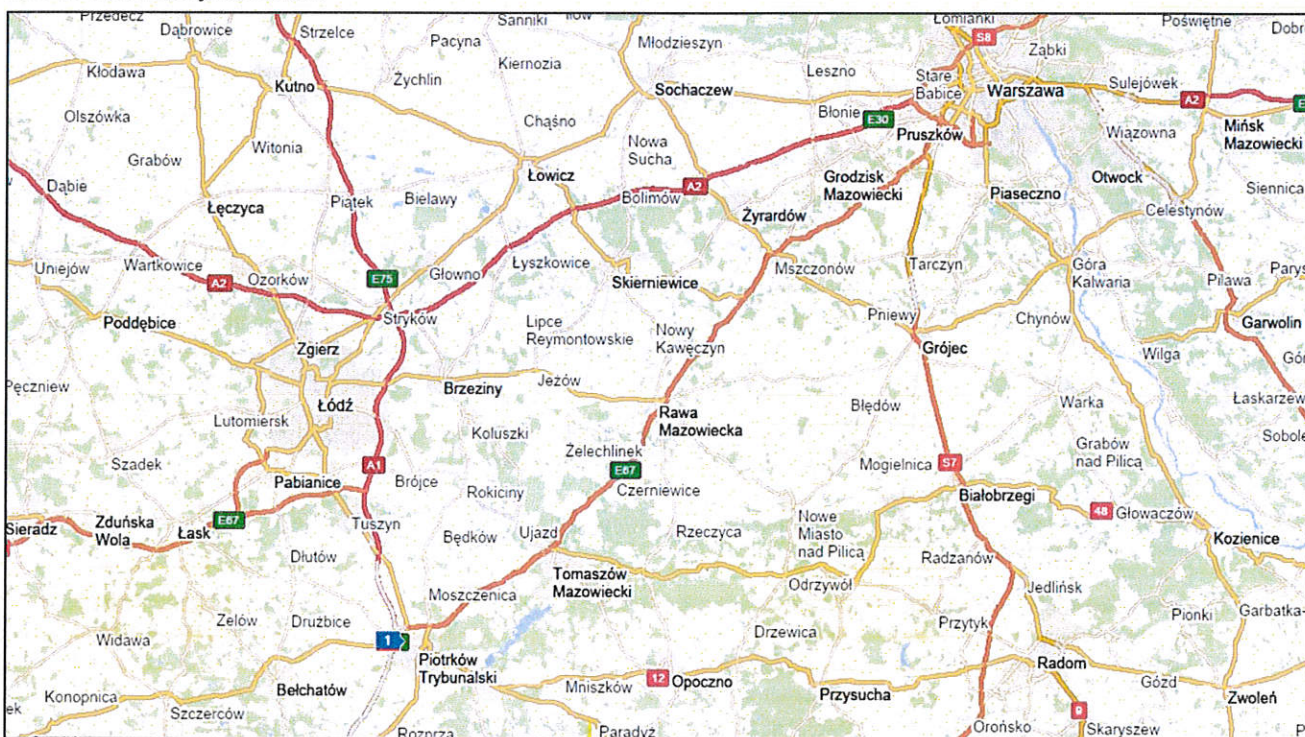 Przedecz
Dąbrowice
Strzelce
Sanniki
Iłów
Łomianki
Poświętne
S8
Ząbki
Pacyna
Kiernozia
Młodzieszyn
Kłodawa
Żychlin
Kutno
Leszno
Stare
Babice
Sulejówek
Sochaczew
Warszawa
A2
Olszówka
Chąśno
Błonie
E30
Pruszków
Wiązowna
Mińsk
Mazowiecki
Witonia
Grabów
Nowa
Sucha
Łowicz
Grodzisk
Mazowiecki
Otwock
Siennica
Dąbie
A2
Bolimów
Piaseczno
Łęczyca
Piątek
Bielawy
Żyrardów
Celestynów
Uniejów
Wartkowice
A2
Ozorków
E75
Głowno
Łyszkowice
Skierniewice
Mszczonów
Tarczyn
Góra
Kalwaria
Pilawa
Poddębice
Stryków
Lipce
Reymontowskie
Nowy
Kawęczyn
Pniewy
Chynów
Garwolin
Zgierz
Grójec
Wilga
Pęczniew
Brzeziny
Jeżów
Łódź
Rawa
Mazowiecka
Błędów
Warka
Lutomiersk
Koluszki
Żelechlinek
Grabów
nad Pilicą
Szadek
A1
E67
Mogielnica
S7
Pabianice
Brójce
Rokiciny
Czerniewice
Białobrzegi
48
Głowaczów
Sieradz
Zduńska
Wola
Łask
E67
Tuszyn
Będków
Ujazd
Rzeczyca
Nowe
Miasto
nad Pilicą
Kozienice
Dłutów
Radzanów
Tomaszów
Mazowiecki
Odrzywół
Jedlińsk
Moszczenica
Pionki
Garbatka-
Widawa
Zelów
Drużbice
Drzewica
Przytyk
1
Piotrków
Trybunalski
Radom
Konopnica
Bełchatów
Mniszków
12
Opoczno
Przysucha
Gózd
Zwoleń
Szczerców
9
Rozprza
Paradyż
Orońsko
Skaryszew